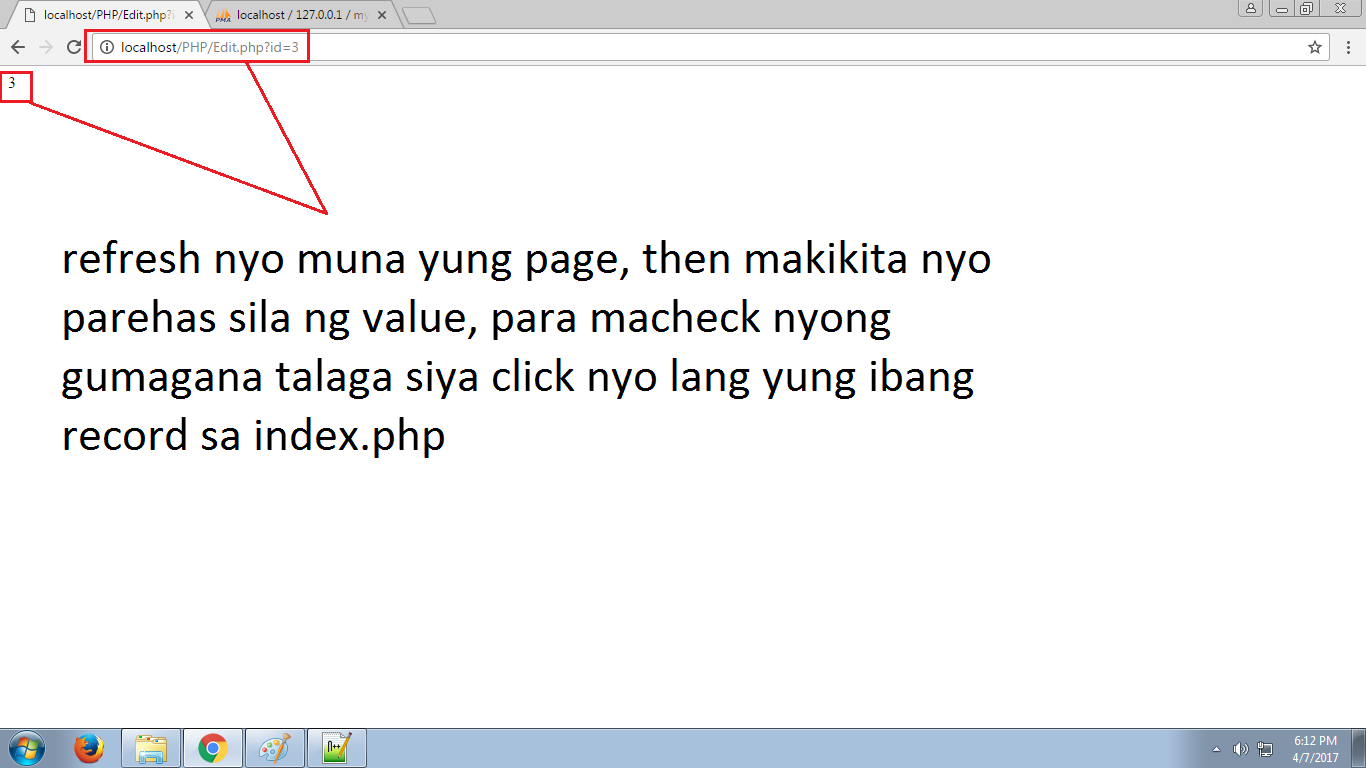 localhost/PHP/Edit.php?i
localhost / 127.0.0.1 / my
PMA
localhost/PHP/Edit.php?id=3
3
refresh nyo muna yung page, then makikita nyo
parehas sila ng value, para macheck nyong
gumagana talaga siya click nyo lang yung ibang
record sa index.php
6:12 PM
4/7/2017